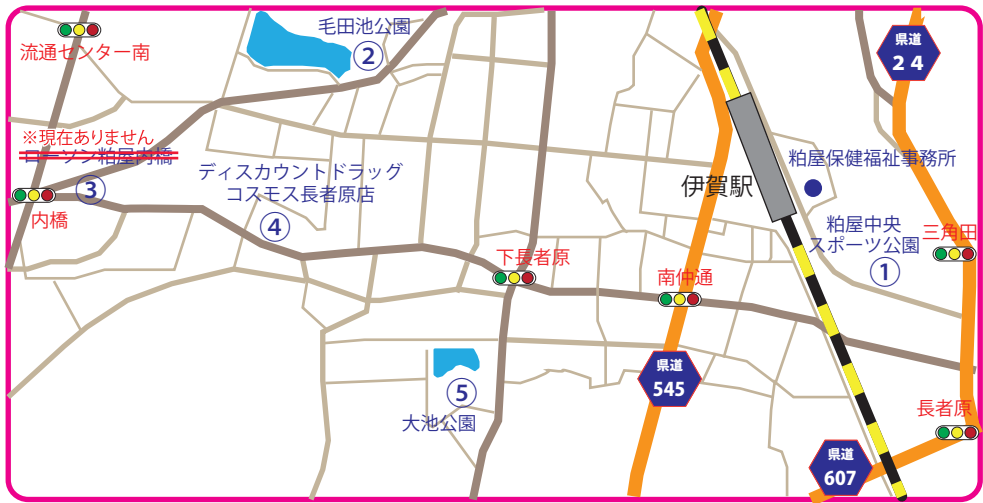 毛田池公園
②
流通センター南
県道
２４
※現在ありません
ローソン粕屋内橋
③
内橋
ディスカウントドラッグ
コスモス長者原店
④
伊賀駅
粕屋保健福祉事務所
粕屋中央
スポーツ公園
①
三角田
下長者原
南仲通
県道
545
⑤
大池公園
長者原
県道
607